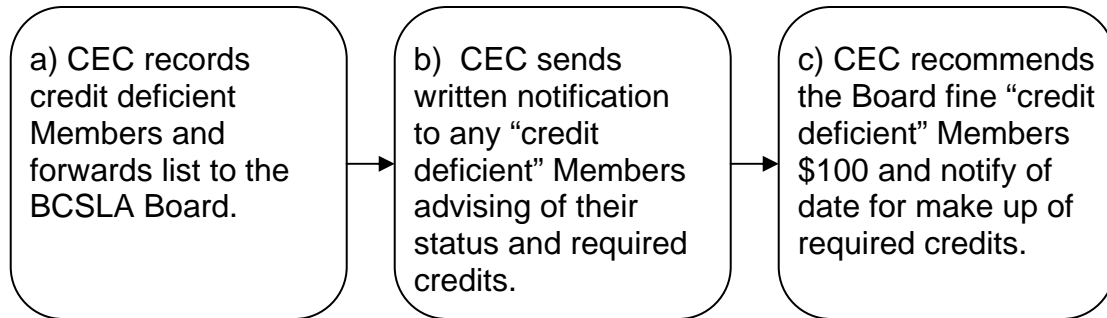 a) CEC records
credit deficient
Members and
forwards list to the
BCSLA Board.
b)  CEC sends
written notification
to any “credit
deficient” Members
advising of their
status and required
credits.
c) CEC recommends
the Board fine “credit
deficient” Members
$100 and notify of
date for make up of
required credits.